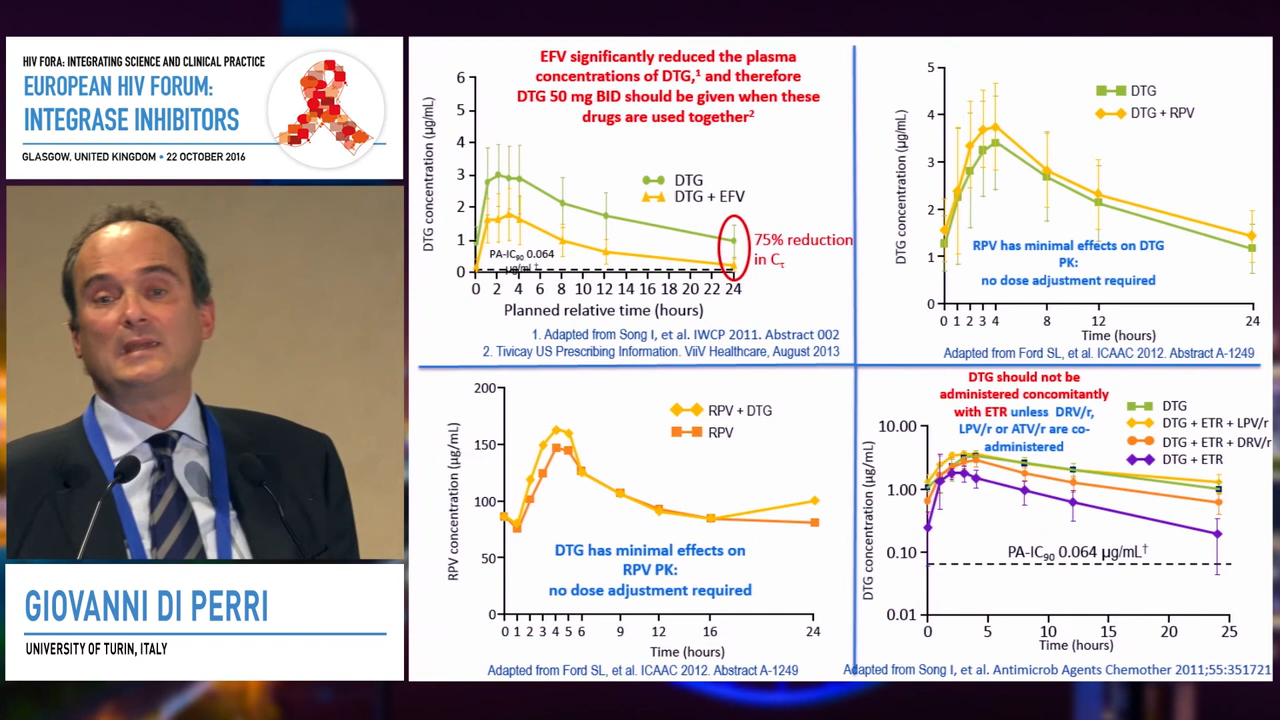 HIV FORA: INTEGRATING SCIENCE AND CLINICAL PRACTICE
EUROPEAN HIV FORUM:
INTEGRASE INHIBITORS
GLASGOW, UNITED KINGDOM • 22 OCTOBER 2016
GIOVANNI DI PERRI
UNIVERSITY OF TURIN, ITALY
EFV significantly reduced the plasma
concentrations of DTG,¹ and therefore
DTG 50 mg BID should be given when these
drugs are used together²
DTG concentration (µg/mL)
6
5
4
3
2
1
0
DTG
DTG + EFV
75% reduction
in Cτ
PA-IC₉₀ 0.064
µg/mL†
0 2 4 6 8 10 12 14 16 18 20 22 24
Planned relative time (hours)
1. Adapted from Song I, et al. IWCP 2011. Abstract 002
2. Tivicay US Prescribing Information. ViiV Healthcare, August 2013
DTG concentration (µg/mL)
5
4
3
2
1
0
DTG
DTG + RPV
RPV has minimal effects on DTG
PK:
no dose adjustment required
0 1 2 3 4 8 12 24
Time (hours)
Adapted from Ford SL, et al. ICAAC 2012. Abstract A-1249
RPV concentration (µg/mL)
200
150
100
50
0
RPV + DTG
RPV
DTG has minimal effects on
RPV PK:
no dose adjustment required
0 1 2 3 4 5 6 9 12 16 24
Time (hours)
Adapted from Ford SL, et al. ICAAC 2012. Abstract A-1249
DTG should not be
administered concomitantly
with ETR unless DRV/r,
LPV/r or ATV/r are co-
administered
DTG
DTG + ETR + LPV/r
DTG + ETR + DRV/r
DTG + ETR
DTG concentration (µg/mL)
10.00
1.00
0.10
0.01
PA-IC₉₀ 0.064 µg/mL†
0 5 10 15 20 25
Time (hours)
Adapted from Song I, et al. Antimicrob Agents Chemother 2011;55:351721